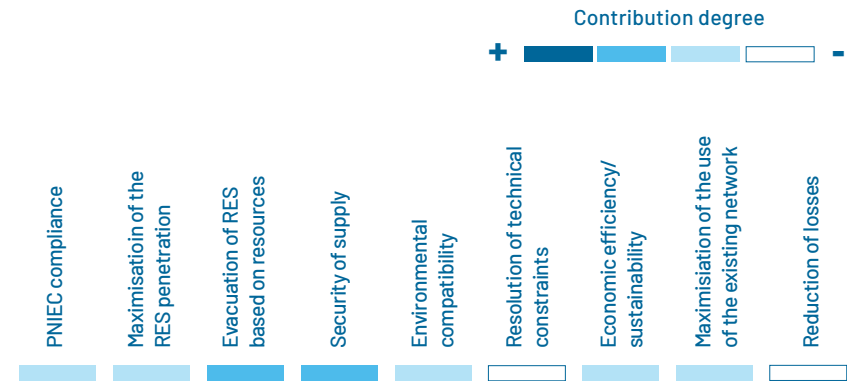 Contribution degree
+ -
PNIEC compliance
Maximisatioin of the
RES penetration
Evacuation of RES
based on resources
Security of supply
Environmental
compatibility
Resolution of technical
constraints
Economic efficiency/
sustainability
Maximisiation of the use
of the existing network
Reduction of losses